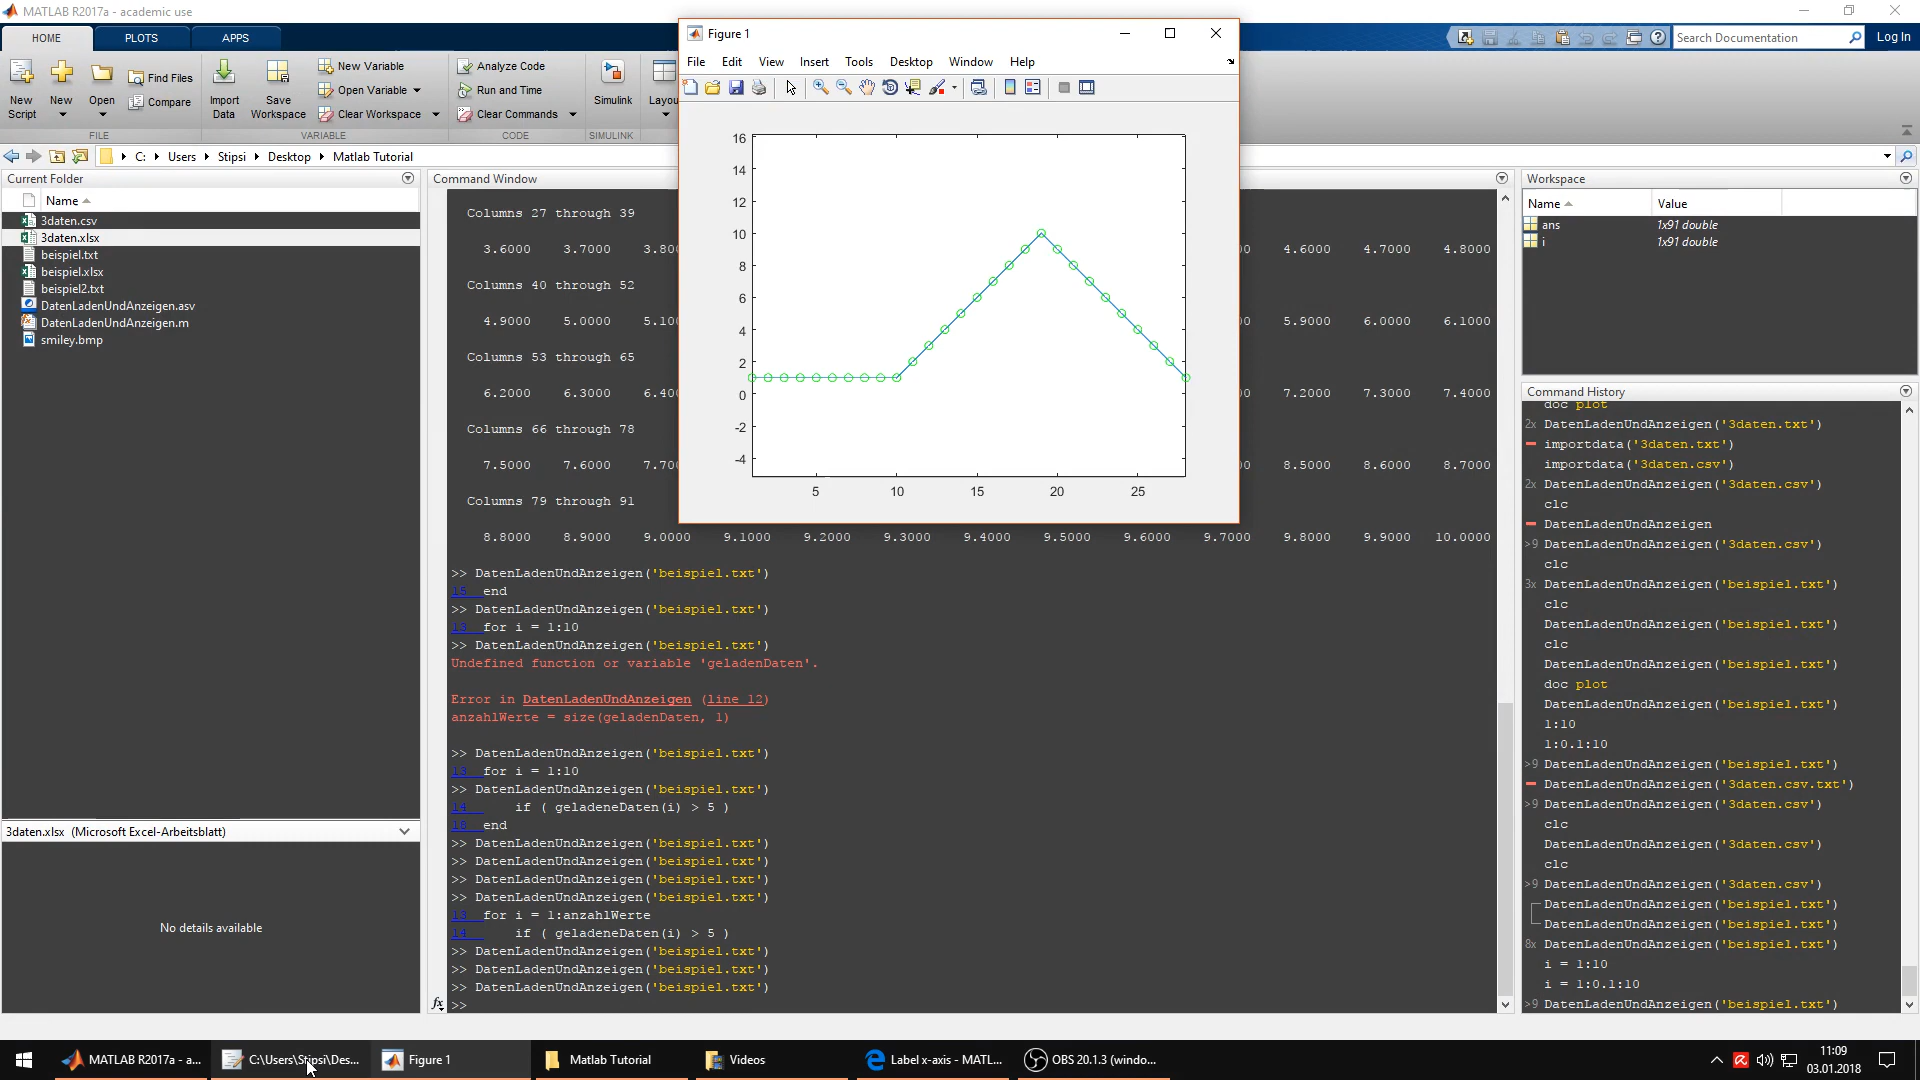 MATLAB R2017a - academic use
HOME PLOTS APPS
Search Documentation Log In
New Script
New
Open
Find Files
Compare
Import Data
Save Workspace
New Variable
Open Variable
Clear Workspace
Analyze Code
Run and Time
Clear Commands
Simulink
FILE VARIABLE CODE SIMULINK
C: Users Stipsi Desktop Matlab Tutorial
Current Folder
Name
3daten.csv
3daten.xlsx
beispiel.txt
beispiel.xlsx
beispiel2.txt
DatenLadenUndAnzeigen.asv
DatenLadenUndAnzeigen.m
smiley.bmp
3daten.xlsx (Microsoft Excel-Arbeitsblatt)
No details available
Command Window
Columns 27 through 39
3.6000 3.7000 4.6000 4.7000 4.8000
Columns 40 through 52
4.9000 5.0000 5.9000 6.0000 6.1000
Columns 53 through 65
6.2000 6.3000 7.2000 7.3000 7.4000
Columns 66 through 78
7.5000 7.6000 8.5000 8.6000 8.7000
Columns 79 through 91
8.8000 8.9000 9.0000 9.1000 9.2000 9.3000 9.4000 9.5000 9.6000 9.7000 9.8000 9.9000 10.0000
>> DatenLadenUndAnzeigen('beispiel.txt')
15 end
>> DatenLadenUndAnzeigen('beispiel.txt')
13 for i = 1:10
>> DatenLadenUndAnzeigen('beispiel.txt')
Undefined function or variable 'geladenDaten'.
Error in DatenLadenUndAnzeigen (line 12)
anzahlWerte = size(geladenDaten, 1)
>> DatenLadenUndAnzeigen('beispiel.txt')
13 for i = 1:10
>> DatenLadenUndAnzeigen('beispiel.txt')
14 if ( geladeneDaten(i) > 5 )
18 end
>> DatenLadenUndAnzeigen('beispiel.txt')
>> DatenLadenUndAnzeigen('beispiel.txt')
>> DatenLadenUndAnzeigen('beispiel.txt')
>> DatenLadenUndAnzeigen('beispiel.txt')
13 for i = 1:anzahlWerte
14 if ( geladeneDaten(i) > 5 )
>> DatenLadenUndAnzeigen('beispiel.txt')
>> DatenLadenUndAnzeigen('beispiel.txt')
>> DatenLadenUndAnzeigen('beispiel.txt')
fx >>
Figure 1
File Edit View Insert Tools Desktop Window Help
16
14
12
10
8
6
4
2
0
-2
-4
5 10 15 20 25
Workspace
Name Value
ans 1x91 double
i 1x91 double
Command History
doc plot
2x DatenLadenUndAnzeigen('3daten.txt')
importdata('3daten.txt')
importdata('3daten.csv')
2x DatenLadenUndAnzeigen('3daten.csv')
clc
DatenLadenUndAnzeigen
>9 DatenLadenUndAnzeigen('3daten.csv')
clc
3x DatenLadenUndAnzeigen('beispiel.txt')
clc
DatenLadenUndAnzeigen('beispiel.txt')
clc
DatenLadenUndAnzeigen('beispiel.txt')
doc plot
DatenLadenUndAnzeigen('beispiel.txt')
1:10
1:0.1:10
>9 DatenLadenUndAnzeigen('beispiel.txt')
DatenLadenUndAnzeigen('3daten.csv.txt')
>9 DatenLadenUndAnzeigen('3daten.csv')
clc
DatenLadenUndAnzeigen('3daten.csv')
clc
>9 DatenLadenUndAnzeigen('3daten.csv')
DatenLadenUndAnzeigen('beispiel.txt')
DatenLadenUndAnzeigen('beispiel.txt')
8x DatenLadenUndAnzeigen('beispiel.txt')
i = 1:10
i = 1:0.1:10
>9 DatenLadenUndAnzeigen('beispiel.txt')
MATLAB R2017a - a... C:\Users\Stipsi\Des... Figure 1 Matlab Tutorial Videos Label x-axis - MATL... OBS 20.1.3 (windo...
11:09
03.01.2018